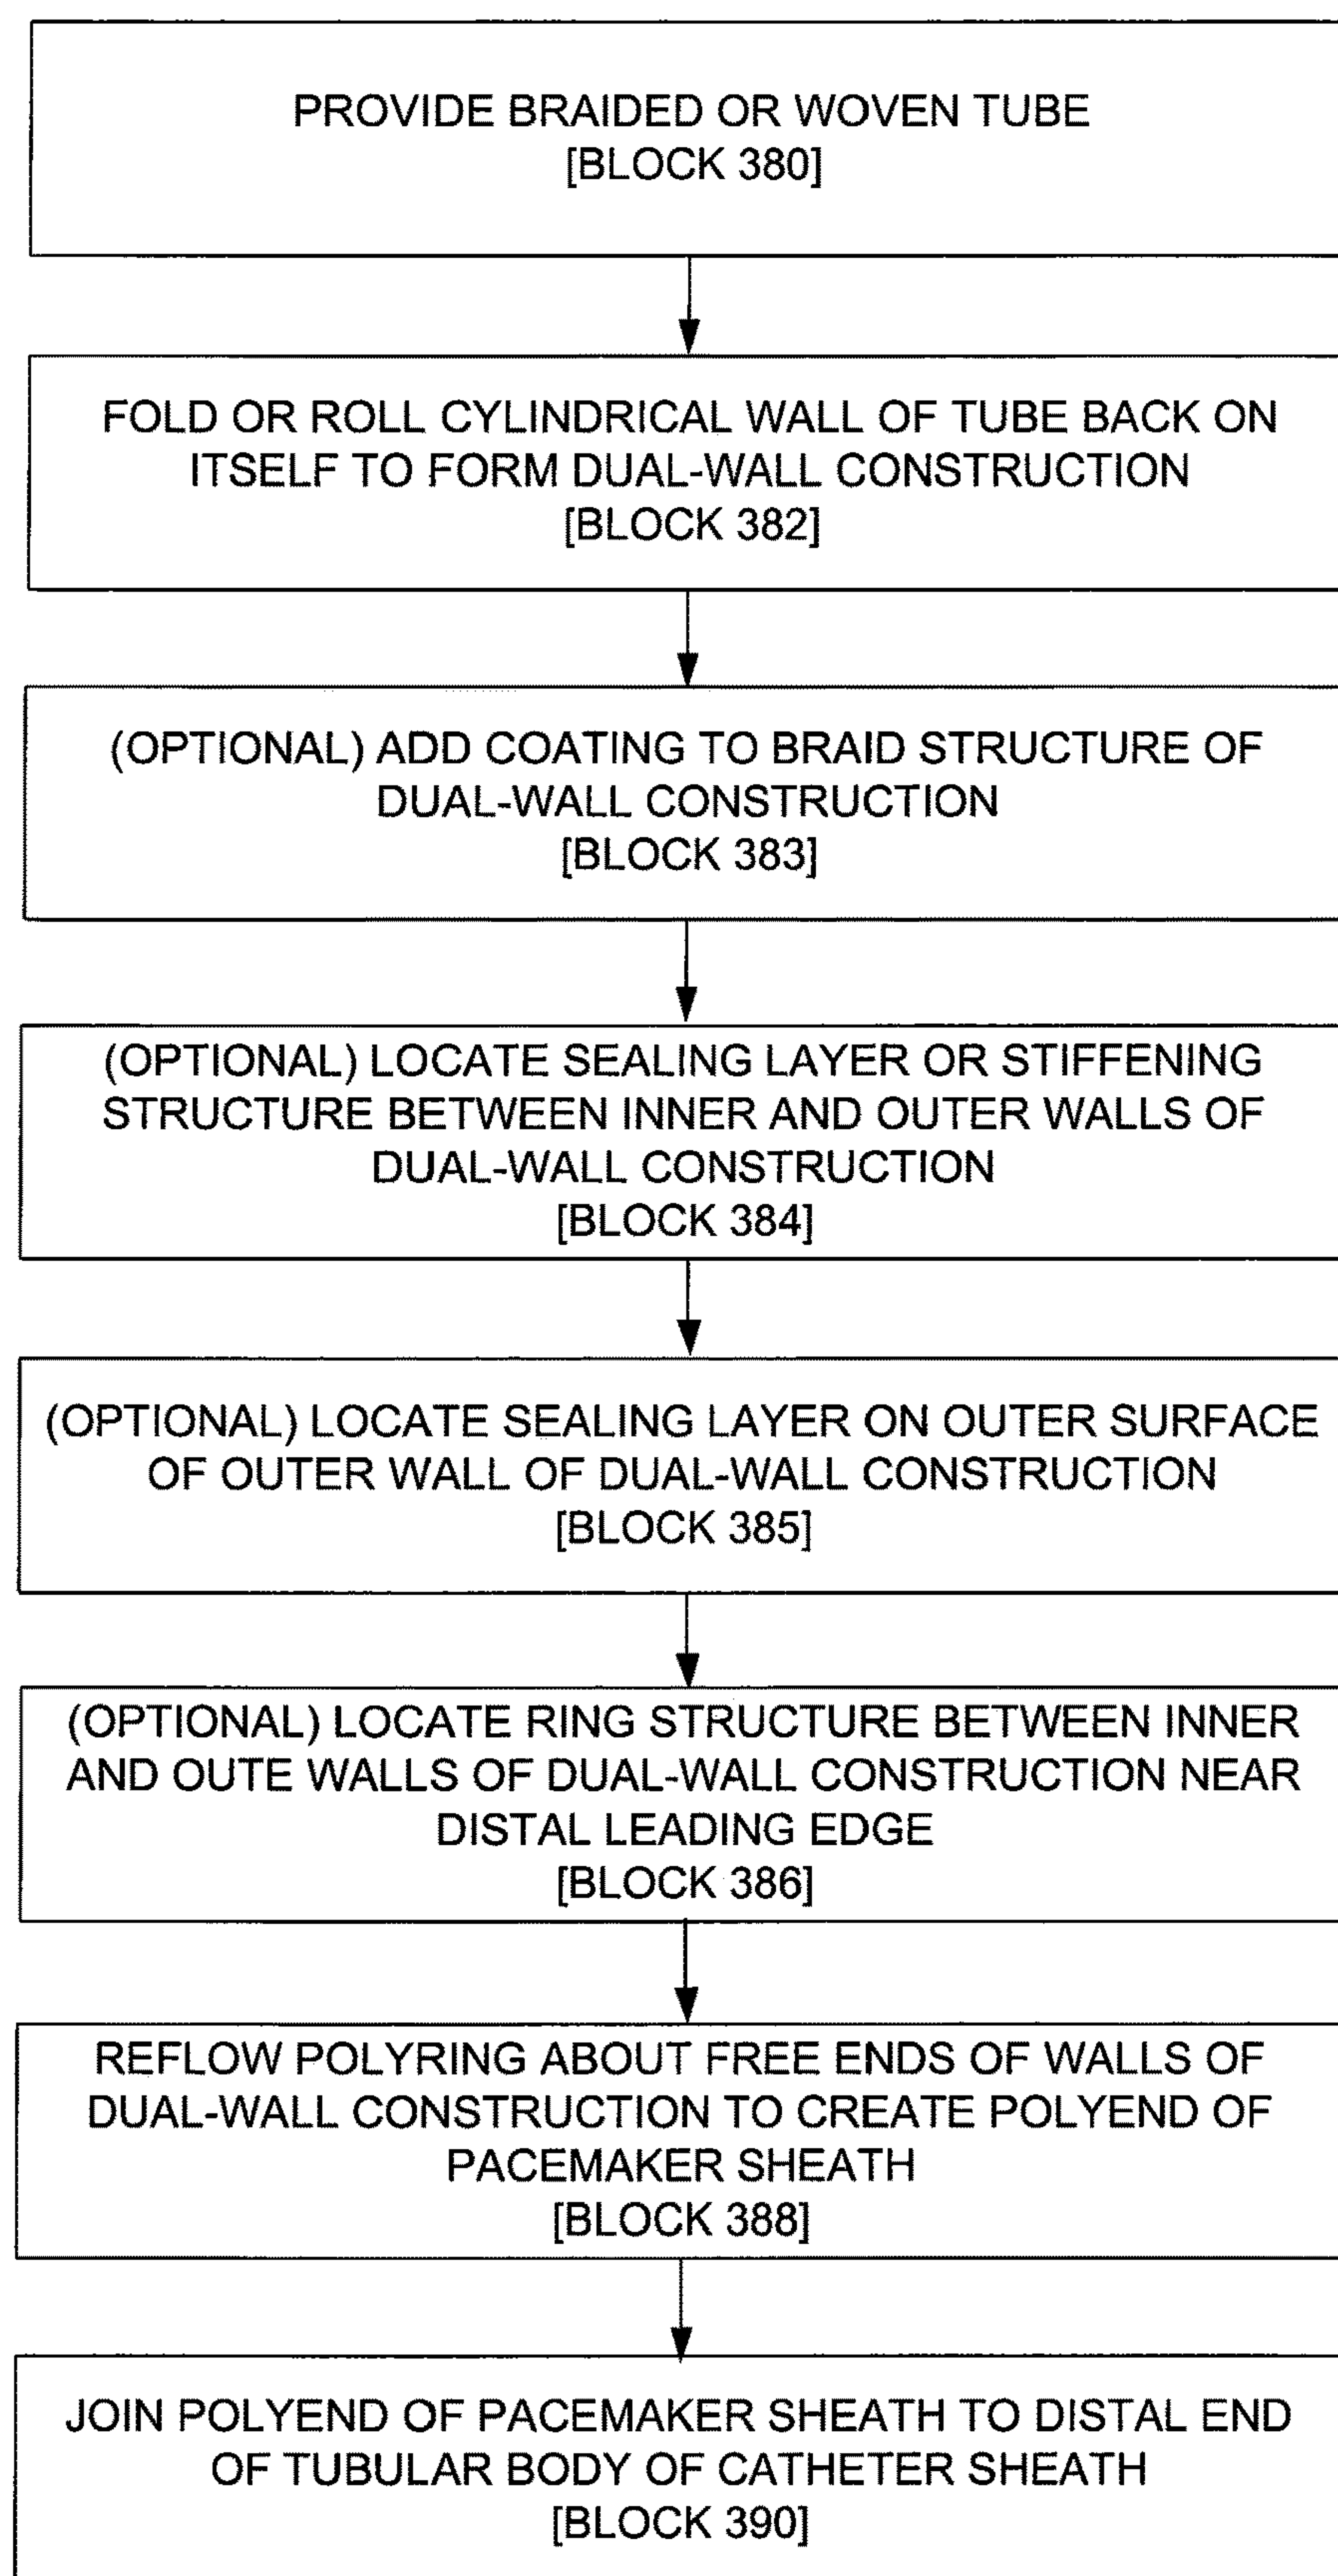 PROVIDE BRAIDED OR WOVEN TUBE
[BLOCK 380]
FOLD OR ROLL CYLINDRICAL WALL OF TUBE BACK ON
ITSELF TO FORM DUAL-WALL CONSTRUCTION
[BLOCK 382]
(OPTIONAL) ADD COATING TO BRAID STRUCTURE OF
DUAL-WALL CONSTRUCTION
[BLOCK 383]
(OPTIONAL) LOCATE SEALING LAYER OR STIFFENING
STRUCTURE BETWEEN INNER AND OUTER WALLS OF
DUAL-WALL CONSTRUCTION
[BLOCK 384]
(OPTIONAL) LOCATE SEALING LAYER ON OUTER SURFACE
OF OUTER WALL OF DUAL-WALL CONSTRUCTION
[BLOCK 385]
(OPTIONAL) LOCATE RING STRUCTURE BETWEEN INNER
AND OUTE WALLS OF DUAL-WALL CONSTRUCTION NEAR
DISTAL LEADING EDGE
[BLOCK 386]
REFLOW POLYRING ABOUT FREE ENDS OF WALLS OF
DUAL-WALL CONSTRUCTION TO CREATE POLYEND OF
PACEMAKER SHEATH
[BLOCK 388]
JOIN POLYEND OF PACEMAKER SHEATH TO DISTAL END
OF TUBULAR BODY OF CATHETER SHEATH
[BLOCK 390]